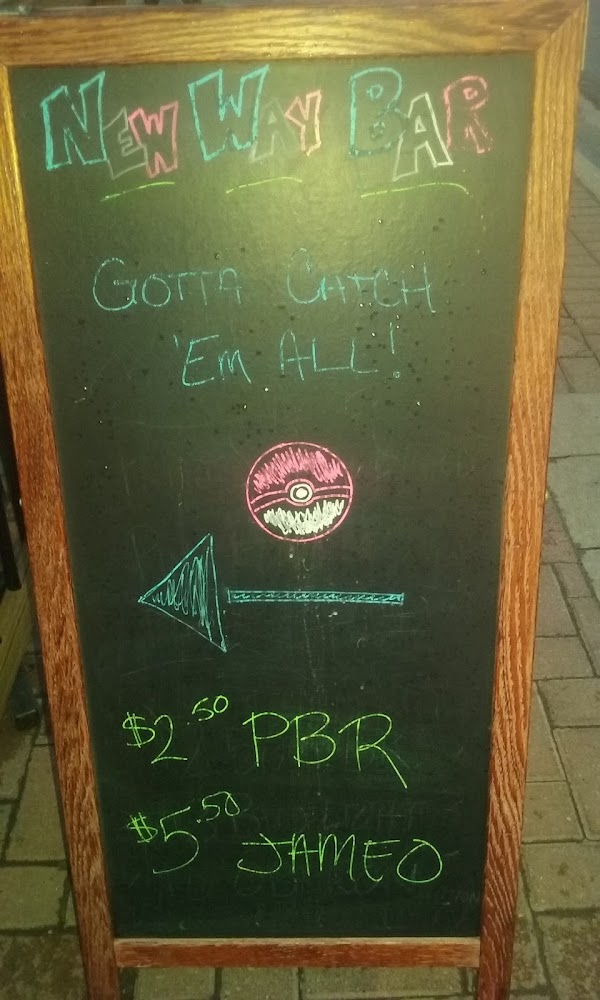 NEW WAY BAR
GOTTA CATCH
'EM ALL!
$2.50 PBR
$5.50 JAMEO